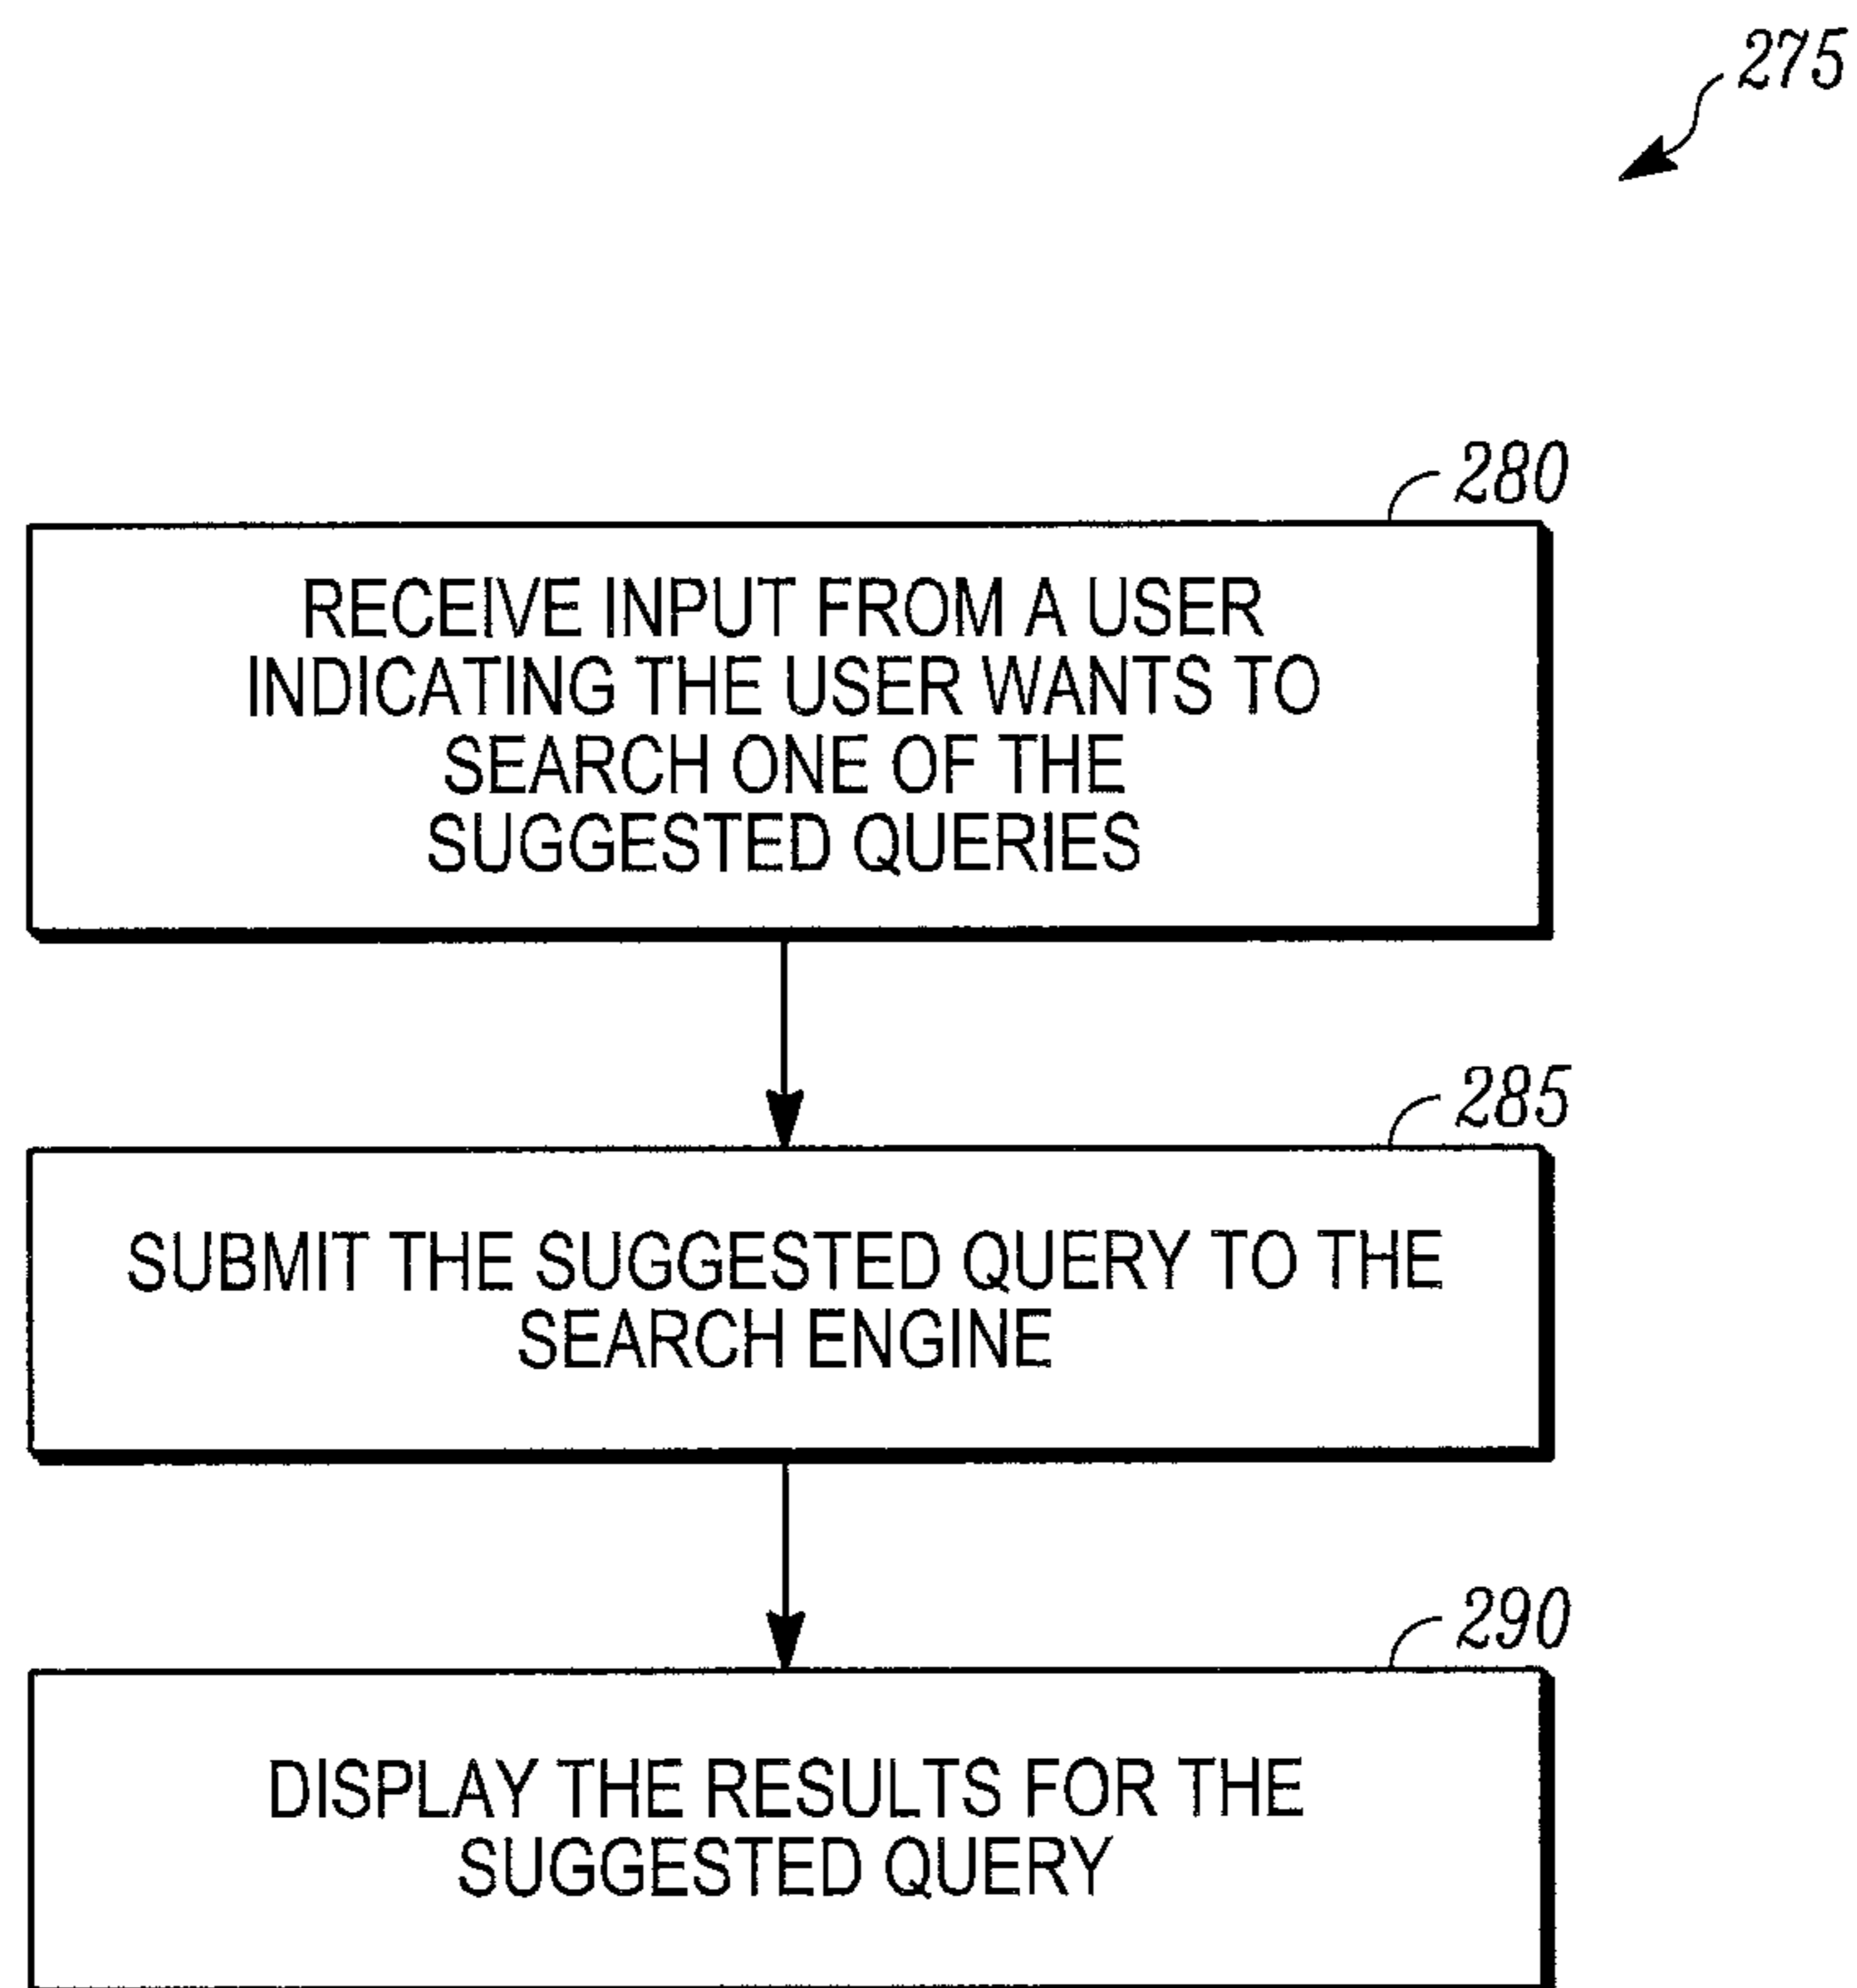 275
280
RECEIVE INPUT FROM A USER
INDICATING THE USER WANTS TO
SEARCH ONE OF THE
SUGGESTED QUERIES
285
SUBMIT THE SUGGESTED QUERY TO THE
SEARCH ENGINE
290
DISPLAY THE RESULTS FOR THE
SUGGESTED QUERY